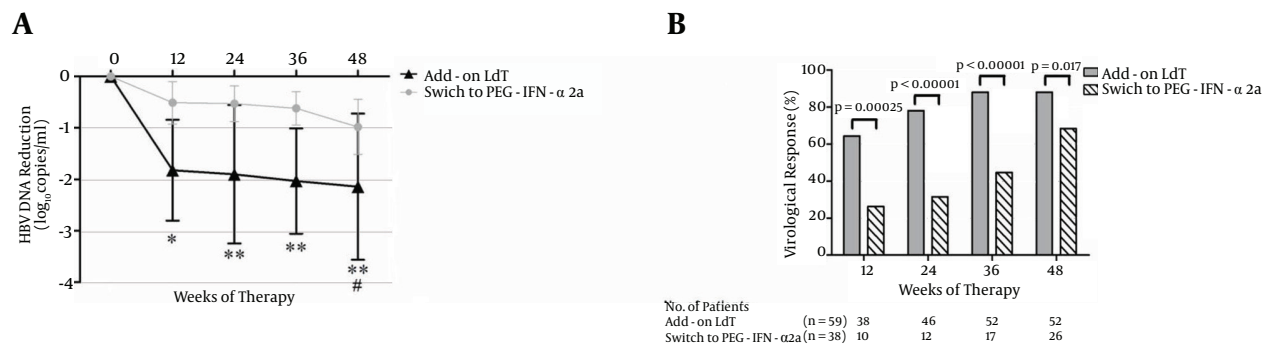 A
0 12 24 36 48
0
-1
-2
-3
-4
HBV DNA Reduction
(log10 copies/ml)
Add - on LdT
Swich to PEG - IFN - α 2a
*
**
**
**
#
Weeks of Therapy
B
100
80
60
40
20
0
Virological Response (%)
p = 0.00025
p < 0.00001
p < 0.00001
p = 0.017
Add - on LdT
Swich to PEG - IFN - α 2a
12 24 36 48
Weeks of Therapy
No. of Patients
Add - on LdT (n = 59) 38 46 52 52
Switch to PEG - IFN - α2a (n = 38) 10 12 17 26